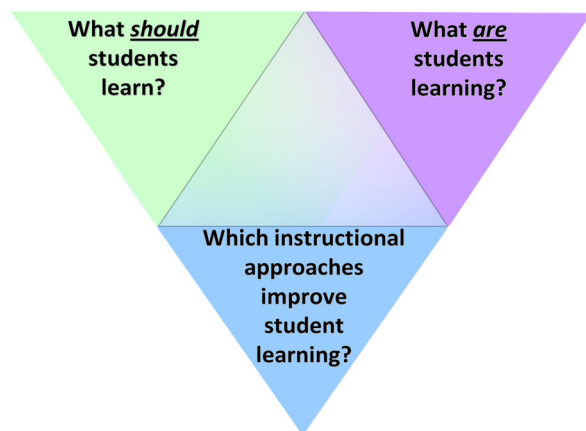 What should
students
learn?
What are
students
learning?
Which instructional
approaches
improve
student
learning?